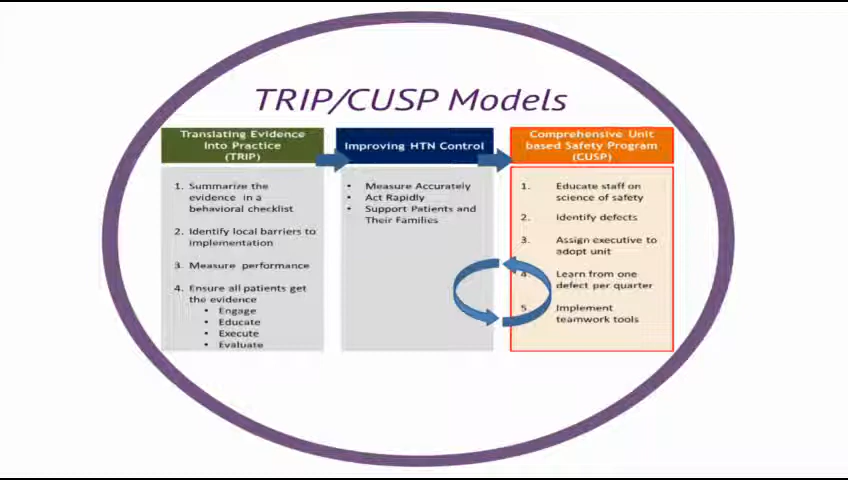 TRIP/CUSP Models
Translating Evidence
Into Practice
(TRIP)
1. Summarize the
evidence in a
behavioral checklist
2. Identify local barriers to
implementation
3. Measure performance
4. Ensure all patients get
the evidence
• Engage
• Educate
• Execute
• Evaluate
Improving HTN Control
• Measure Accurately
• Act Rapidly
• Support Patients and
Their Families
Comprehensive Unit
based Safety Program
(CUSP)
1. Educate staff on
science of safety
2. Identify defects
3. Assign executive to
adopt unit
4. Learn from one
defect per quarter
5. Implement
teamwork tools